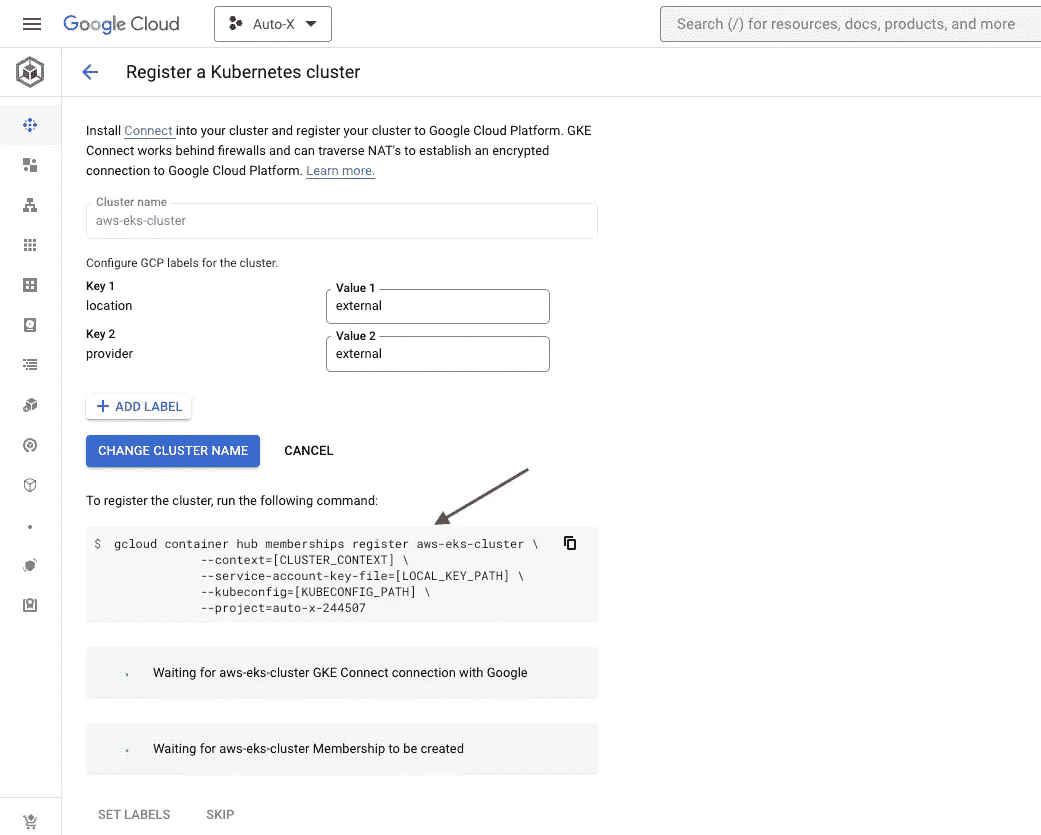 Google Cloud
Auto-X
Search (/) for resources, docs, products, and more
Register a Kubernetes cluster
Install Connect into your cluster and register your cluster to Google Cloud Platform. GKE
Connect works behind firewalls and can traverse NAT's to establish an encrypted
connection to Google Cloud Platform. Learn more.
Cluster name
aws-eks-cluster
Configure GCP labels for the cluster.
Key 1
location
Value 1
external
Key 2
provider
Value 2
external
+ ADD LABEL
CHANGE CLUSTER NAME
CANCEL
To register the cluster, run the following command:
$ gcloud container hub memberships register aws-eks-cluster \
--context=[CLUSTER_CONTEXT] \
--service-account-key-file=[LOCAL_KEY_PATH] \
--kubeconfig=[KUBECONFIG_PATH] \
--project=auto-x-244507
Waiting for aws-eks-cluster GKE Connect connection with Google
Waiting for aws-eks-cluster Membership to be created
SET LABELS
SKIP